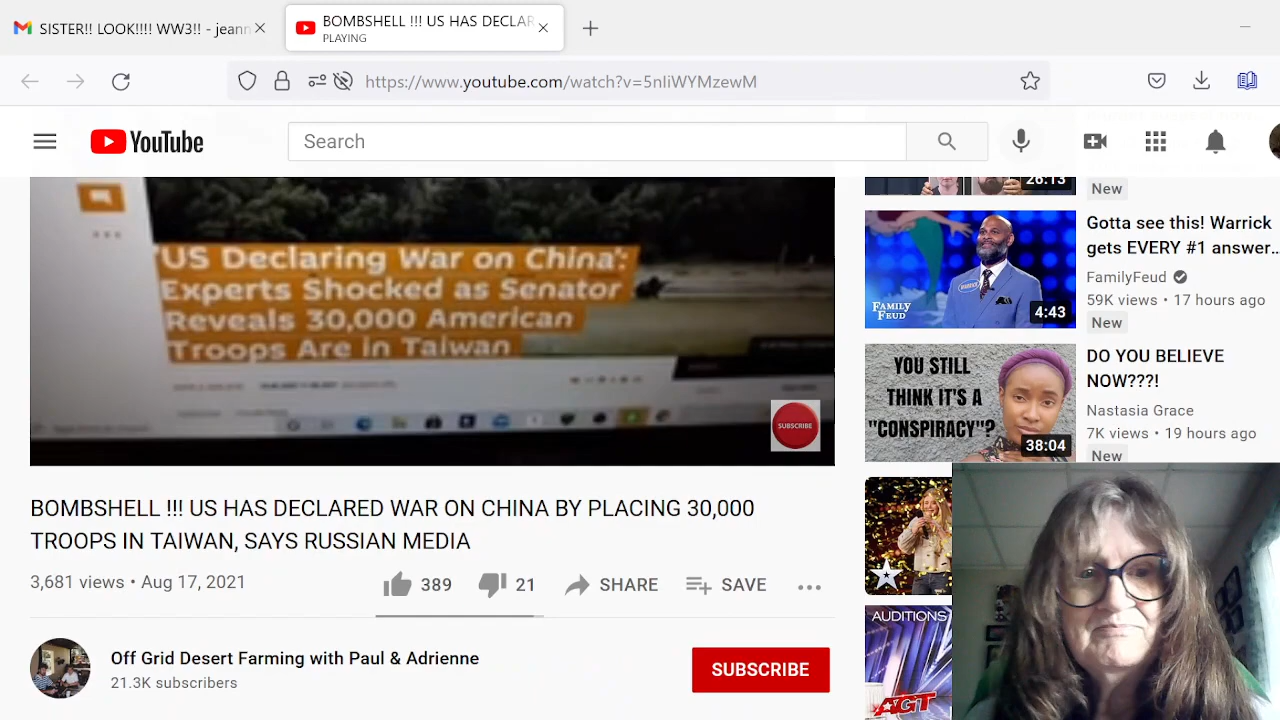 SISTER!! LOOK!!!! WW3!! - jeann
BOMBSHELL !!! US HAS DECLAR
PLAYING
https://www.youtube.com/watch?v=5nIiWYMzewM
YouTube
Search
26:13
New
'US Declaring War on China':
Experts Shocked as Senator
Reveals 30,000 American
Troops Are in Taiwan
SUBSCRIBE
FAMILY
FEUD
4:43
Gotta see this! Warrick
gets EVERY #1 answer...
FamilyFeud
59K views • 17 hours ago
New
YOU STILL
THINK IT'S A
"CONSPIRACY"?
38:04
DO YOU BELIEVE
NOW???!
Nastasia Grace
7K views • 19 hours ago
New
BOMBSHELL !!! US HAS DECLARED WAR ON CHINA BY PLACING 30,000
TROOPS IN TAIWAN, SAYS RUSSIAN MEDIA
3,681 views • Aug 17, 2021
389
21
SHARE
SAVE
Off Grid Desert Farming with Paul & Adrienne
21.3K subscribers
SUBSCRIBE
AUDITIONS
AGT